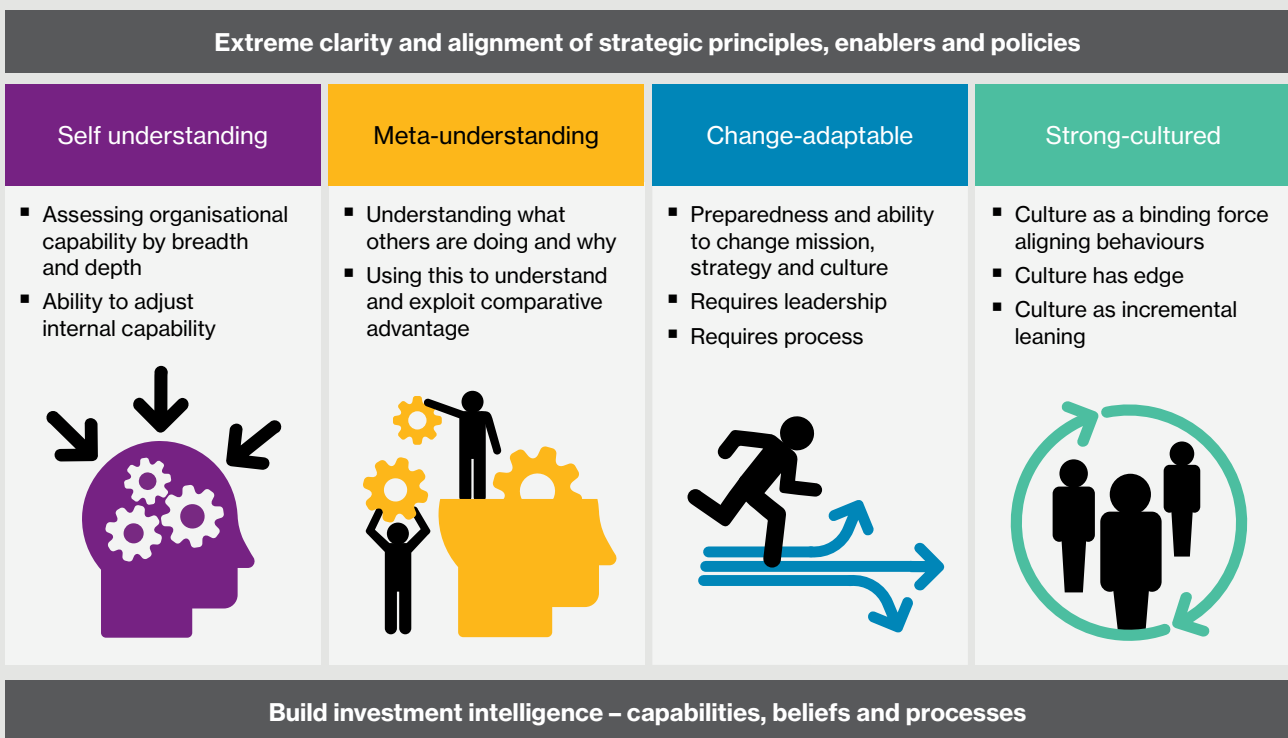 Extreme clarity and alignment of strategic principles, enablers and policies
Self understanding
■ Assessing organisational
capability by breadth
and depth
■ Ability to adjust
internal capability
Meta-understanding
■ Understanding what
others are doing and why
■ Using this to understand
and exploit comparative
advantage
Change-adaptable
■ Preparedness and ability
to change mission,
strategy and culture
■ Requires leadership
■ Requires process
Strong-cultured
■ Culture as a binding force
aligning behaviours
■ Culture has edge
■ Culture as incremental
leaning
Build investment intelligence – capabilities, beliefs and processes